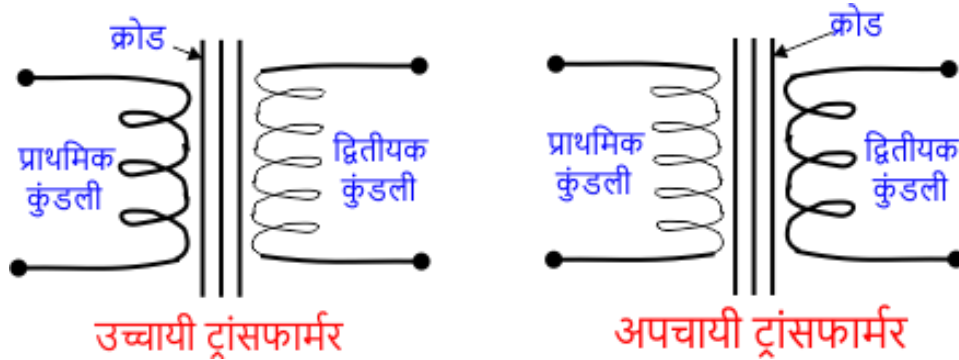 क्रोड
प्राथमिक
कुंडली
द्वितीयक
कुंडली
उच्चायी ट्रांसफार्मर
क्रोड
प्राथमिक
कुंडली
द्वितीयक
कुंडली
अपचायी ट्रांसफार्मर